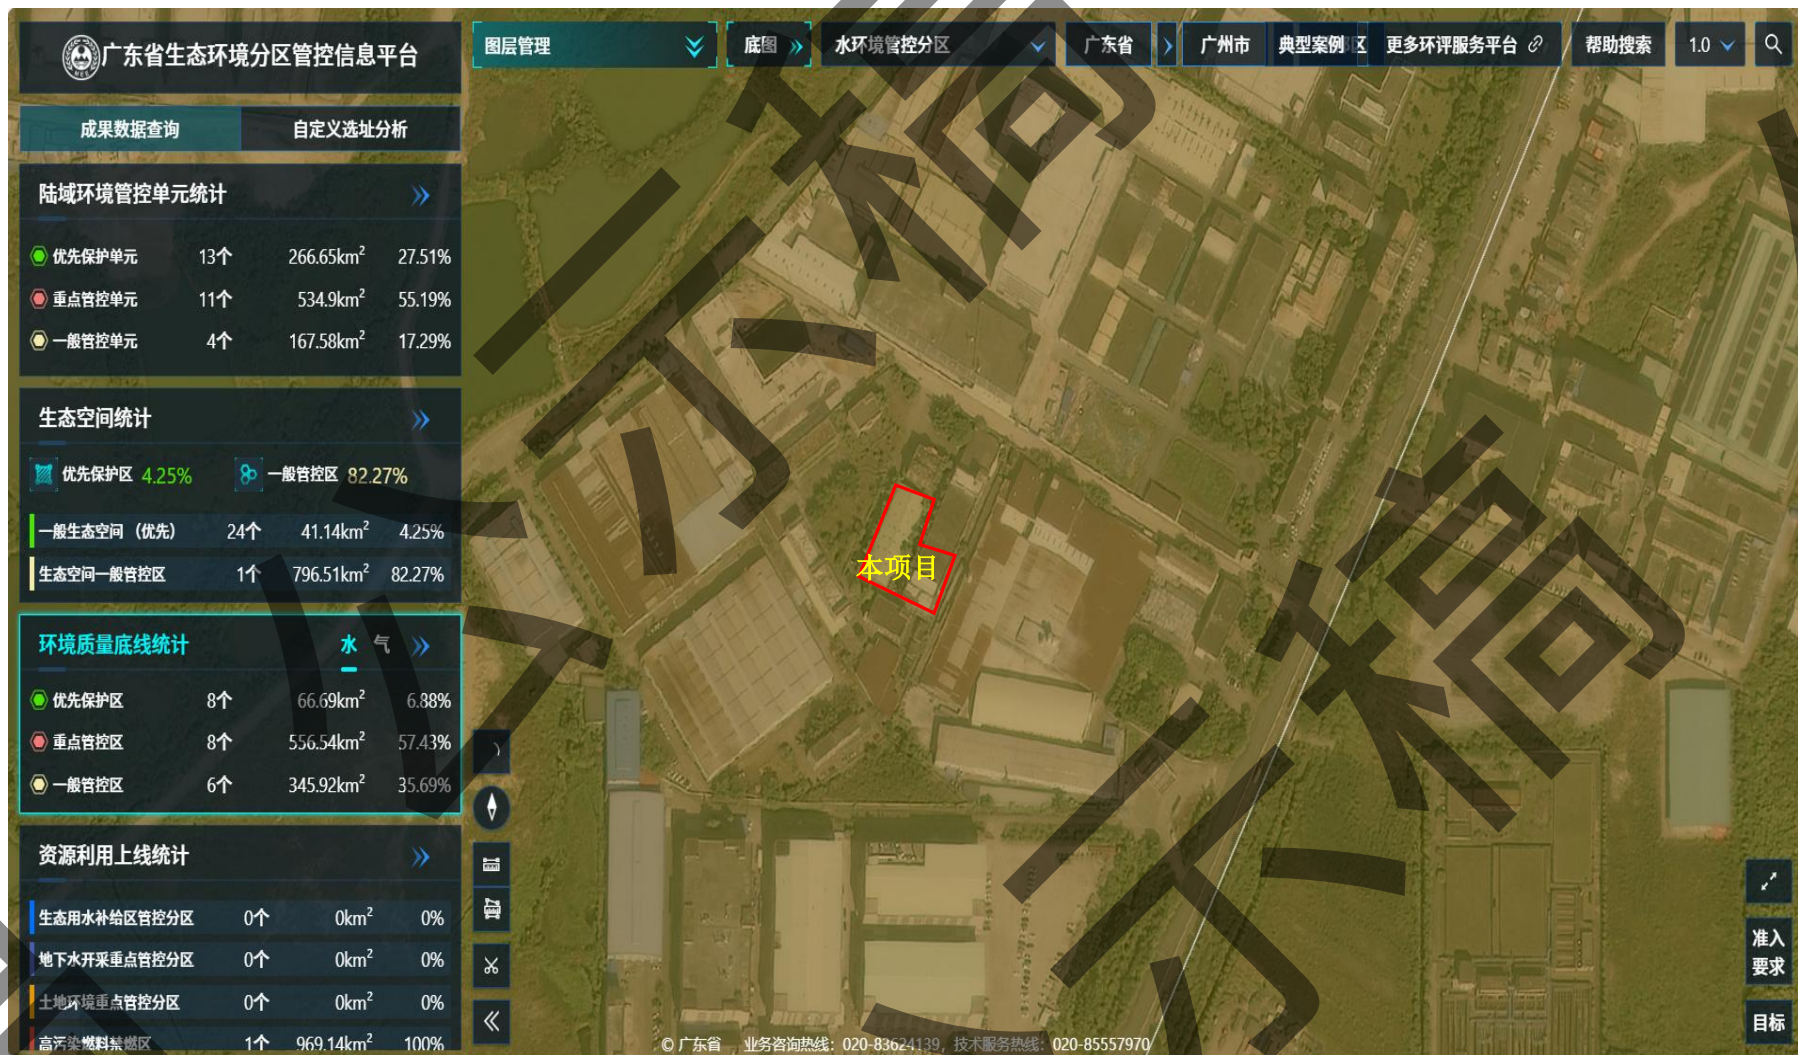 广东省生态环境分区管控信息平台
图层管理
底图
水环境管控分区
广东省
广州市
典型案例
区
更多环评服务平台
帮助搜索
1.0
成果数据查询
自定义选址分析
陆域环境管控单元统计
优先保护单元 13个 266.65km² 27.51%
重点管控单元 11个 534.9km² 55.19%
一般管控单元 4个 167.58km² 17.29%
生态空间统计
优先保护区 4.25% 一般管控区 82.27%
一般生态空间（优先） 24个 41.14km² 4.25%
生态空间一般管控区 1个 796.51km² 82.27%
环境质量底线统计 水 气
优先保护区 8个 66.69km² 6.88%
重点管控区 8个 556.54km² 57.43%
一般管控区 6个 345.92km² 35.69%
资源利用上线统计
生态用水补给区管控分区 0个 0km² 0%
地下水开采重点管控分区 0个 0km² 0%
土地环境重点管控分区 0个 0km² 0%
高污染燃料禁燃区 1个 969.14km² 100%
本项目
准入
要求
目标
© 广东省 业务咨询热线：020-83624139，技术服务热线：020-85557970